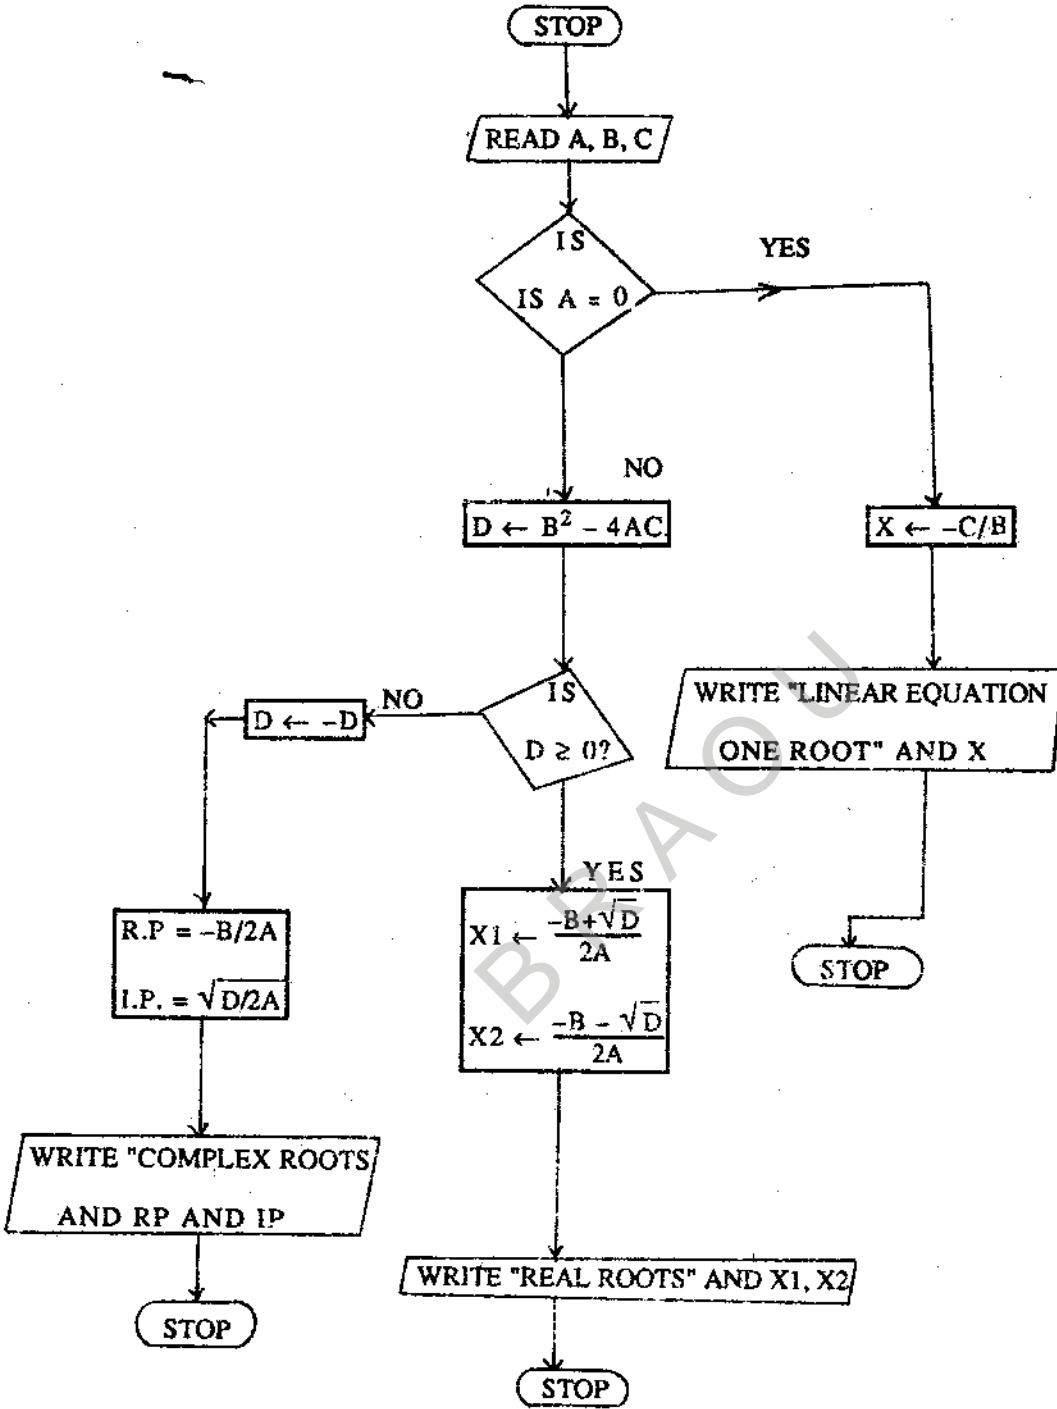 STOP
READ A, B, C
IS
IS A = 0
YES
NO
D ← B² – 4AC
X ← -C/B
IS
D ≥ 0?
NO
D ← -D
WRITE "LINEAR EQUATION
ONE ROOT" AND X
STOP
YES
X1 ← (-B+√D)/2A
X2 ← (-B – √D)/2A
R.P = -B/2A
I.P. = √D/2A
WRITE "COMPLEX ROOTS
AND RP AND IP
STOP
WRITE "REAL ROOTS" AND X1, X2
STOP
BRAOU